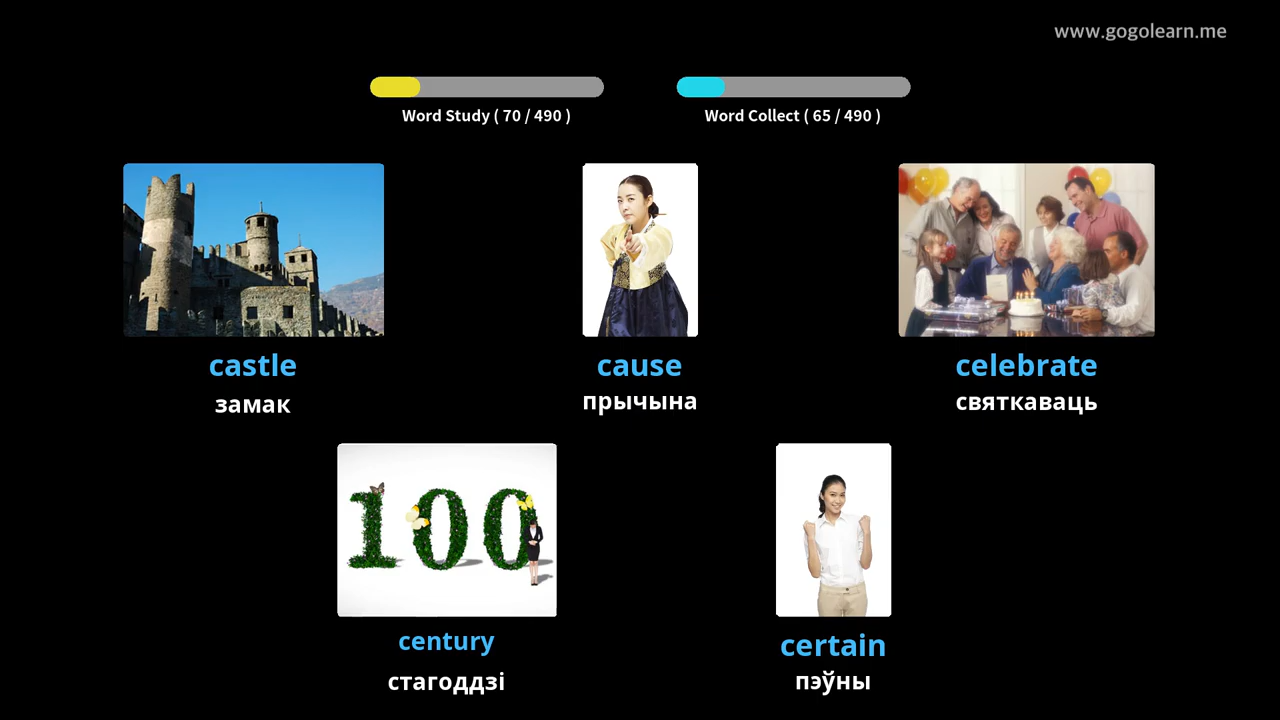 www.gogolearn.me
Word Study ( 70 / 490 )
Word Collect ( 65 / 490 )
castle
замак
cause
прычына
celebrate
святкаваць
100
century
стагоддзі
certain
пэўны